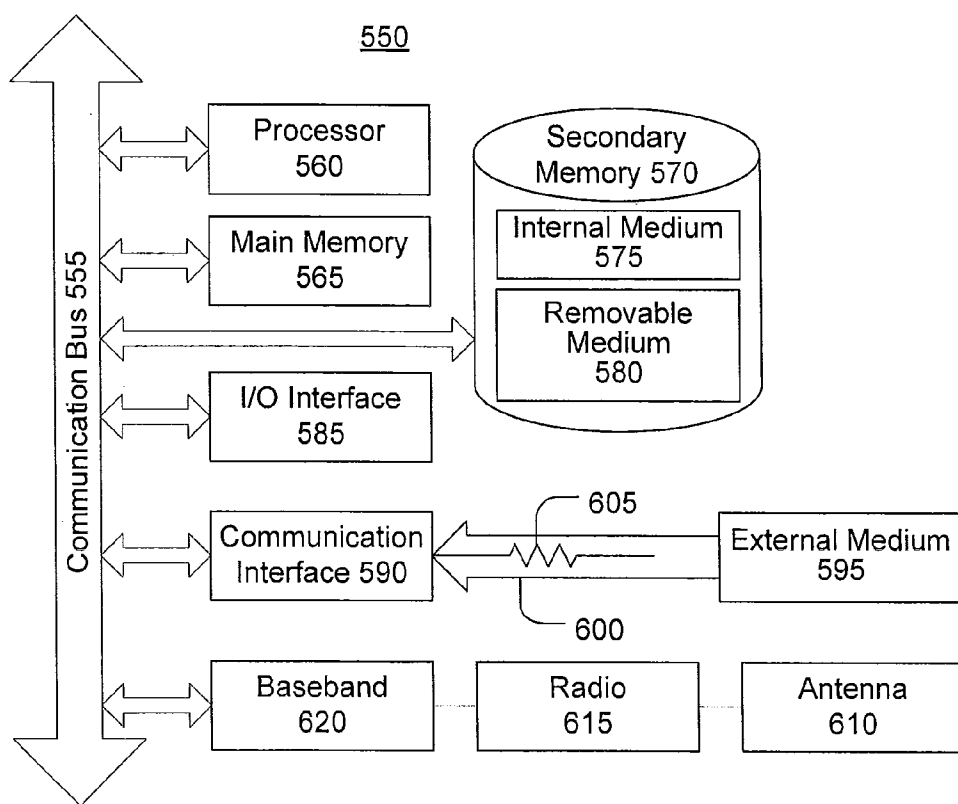 550
Communication Bus 555
Processor
560
Secondary
Memory 570
Internal Medium
575
Removable
Medium
580
Main Memory
565
I/O Interface
585
Communication
Interface 590
605
600
External Medium
595
Baseband
620
Radio
615
Antenna
610